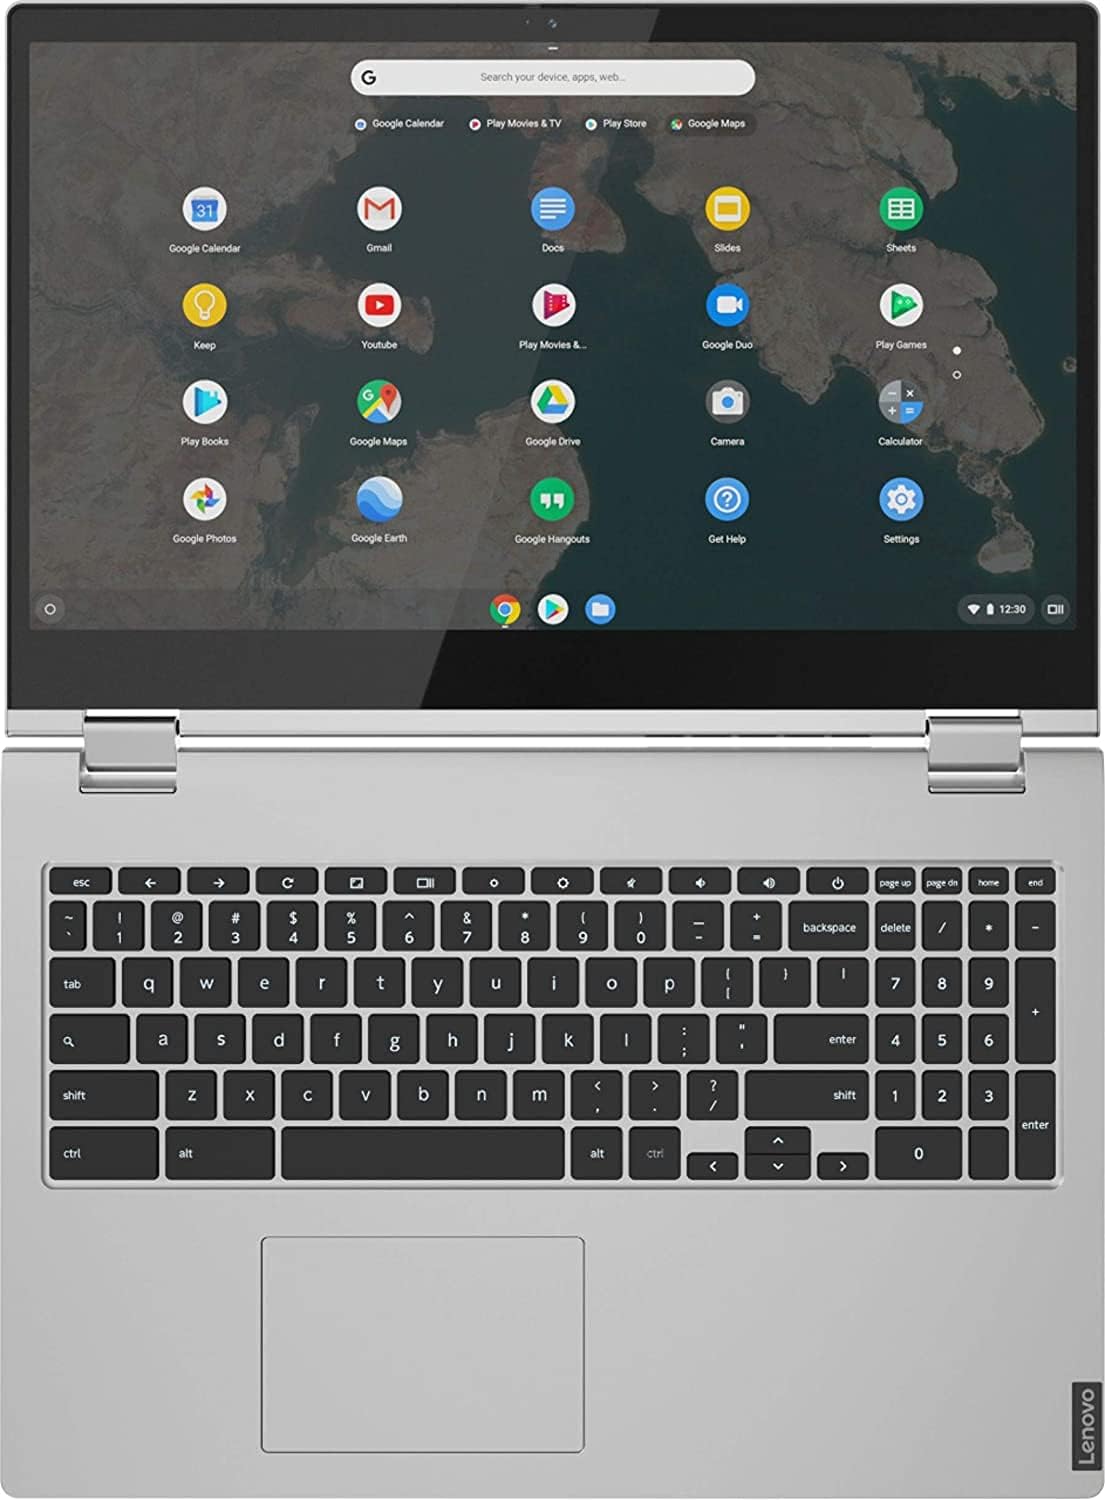 G Search your device, apps, web...
Google Calendar Play Movies & TV Play Store Google Maps
31
Google Calendar Gmail Docs Slides Sheets
Keep Youtube Play Movies &... Google Duo Play Games
G
Play Books Google Maps Google Drive Camera Calculator
Google Photos Google Earth Google Hangouts Get Help Settings
12:30
esc page up page dn home end
~ ! @ # $ % ^ & * ( ) — +
` 1 2 3 4 5 6 7 8 9 0 - = backspace delete / * -
tab q w e r t y u i o p { [ } | 7 8 9
+
a s d f g h j k l : ; " ' enter 4 5 6
shift z x c v b n m < , > . ? / shift 1 2 3
enter
ctrl alt alt ctrl < ^ v > 0
Lenovo